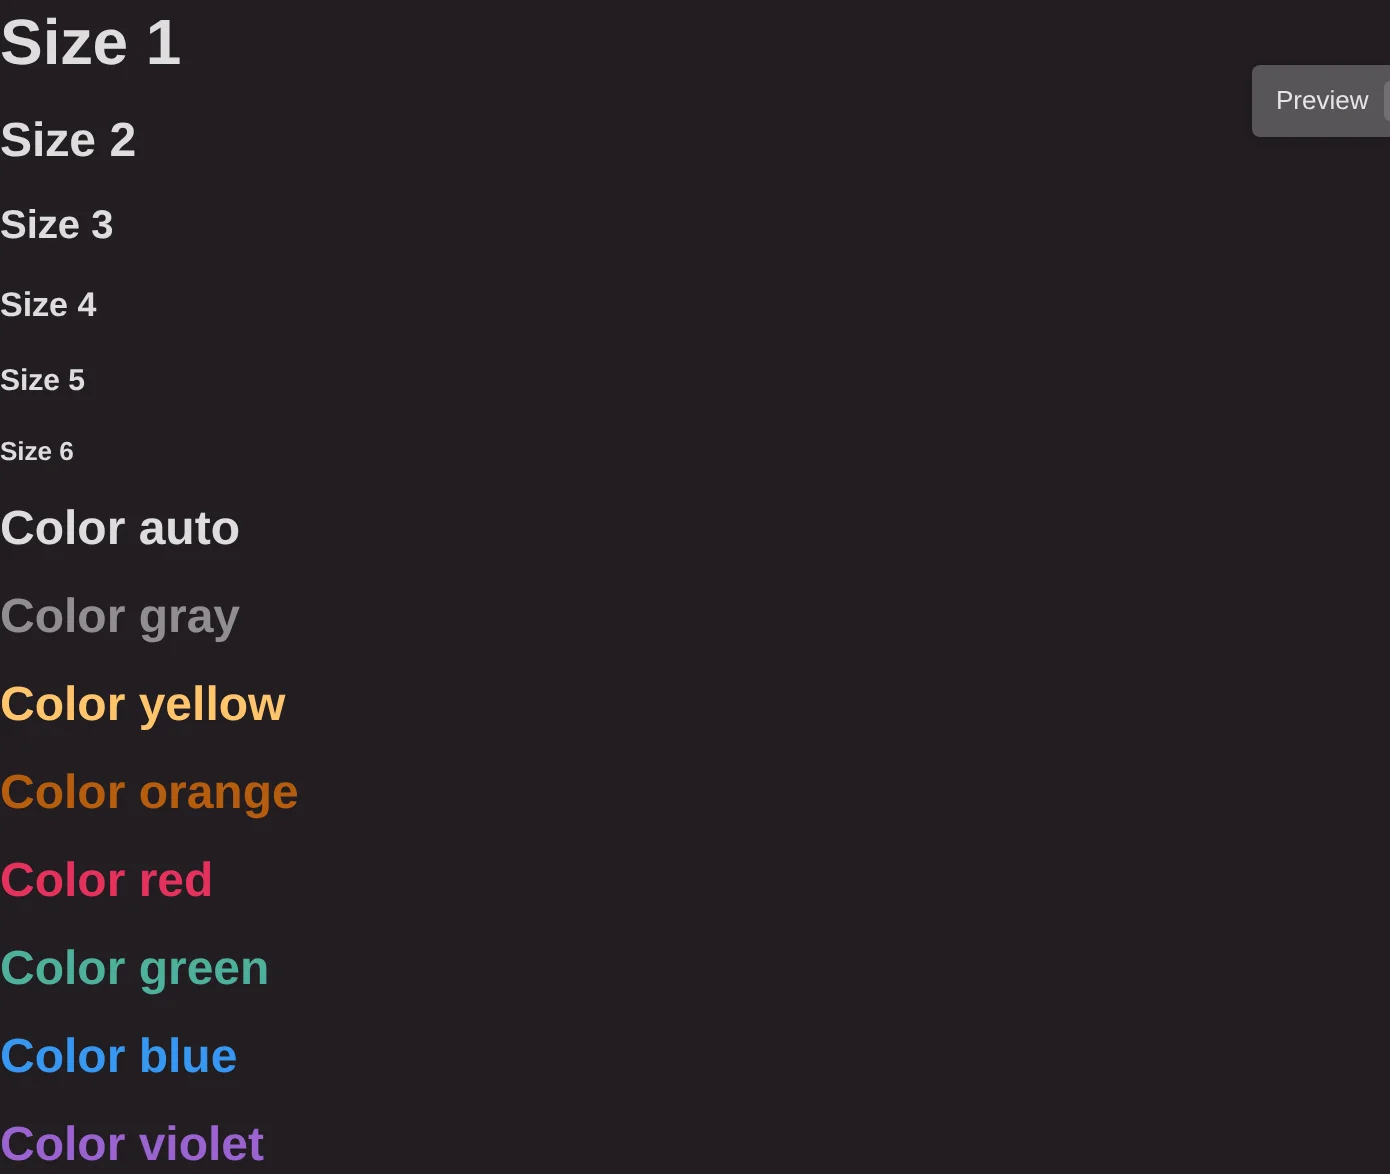 Size 1
Preview
Size 2
Size 3
Size 4
Size 5
Size 6
Color auto
Color gray
Color yellow
Color orange
Color red
Color green
Color blue
Color violet